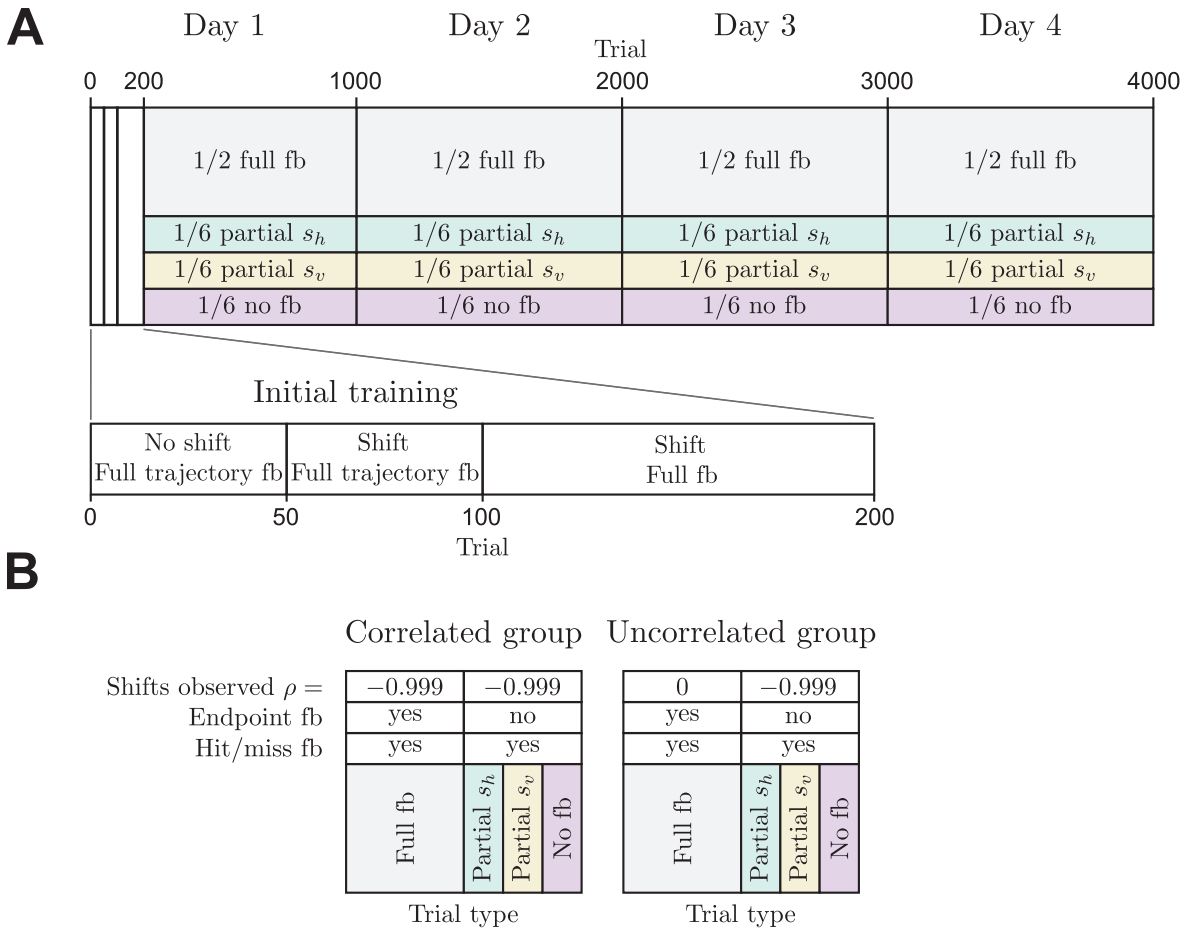 A
Day 1 Day 2 Day 3 Day 4
Trial
0 200 1000 2000 3000 4000
1/2 full fb 1/2 full fb 1/2 full fb 1/2 full fb
1/6 partial s_h 1/6 partial s_h 1/6 partial s_h 1/6 partial s_h
1/6 partial s_v 1/6 partial s_v 1/6 partial s_v 1/6 partial s_v
1/6 no fb 1/6 no fb 1/6 no fb 1/6 no fb
Initial training
No shift Shift Shift
Full trajectory fb Full trajectory fb Full fb
0 50 100 200
Trial
B
Correlated group Uncorrelated group
Shifts observed ρ = −0.999 −0.999 0 −0.999
Endpoint fb yes no yes no
Hit/miss fb yes yes yes yes
Full fb Partial s_h Partial s_v No fb Full fb Partial s_h Partial s_v No fb
Trial type Trial type